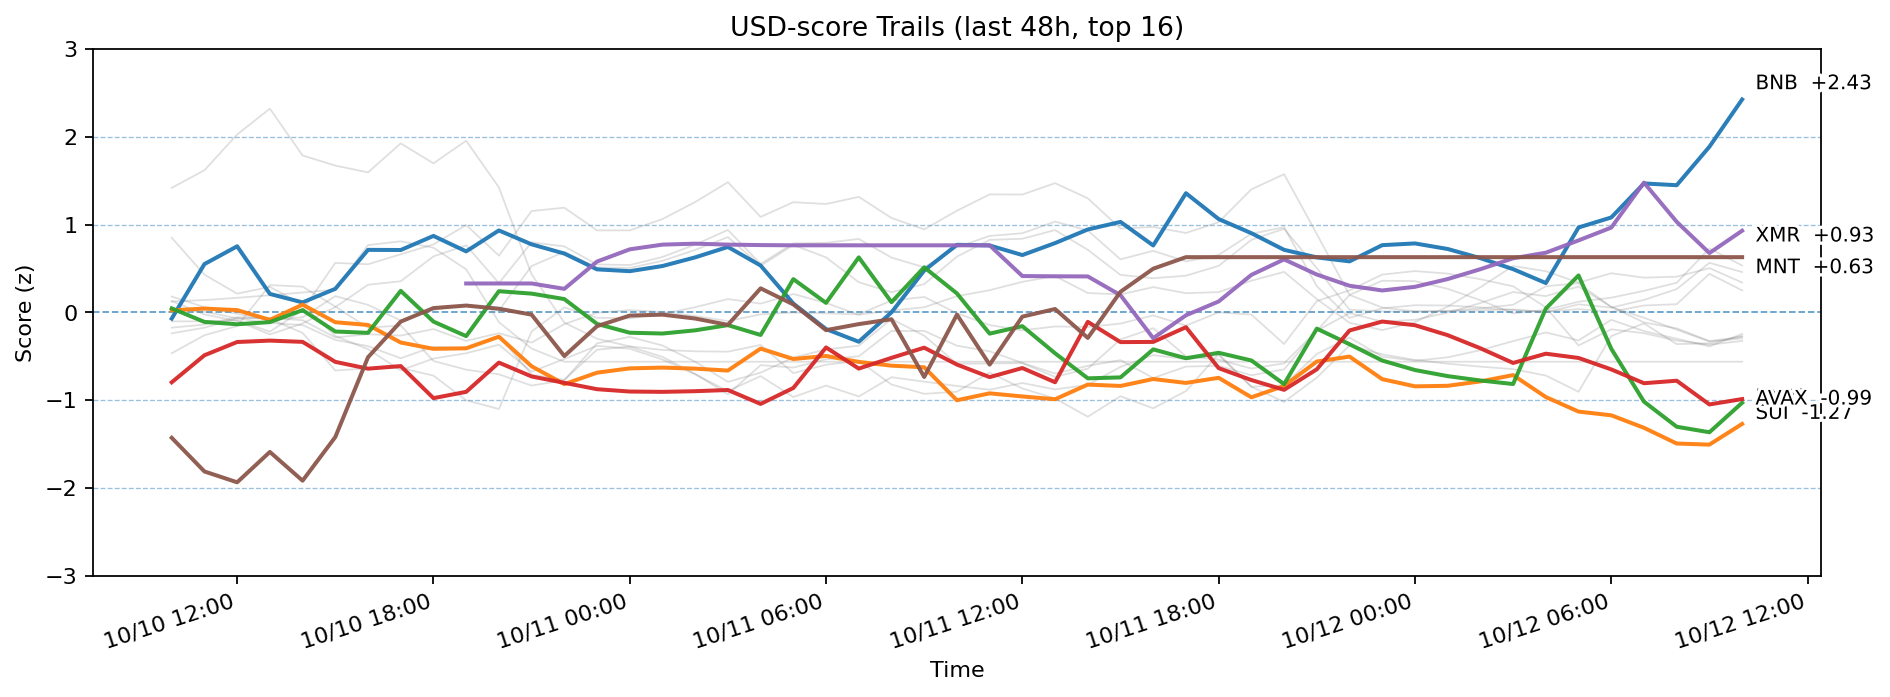 USD-score Trails (last 48h, top 16)
3
2
1
0
−1
−2
−3
Score (z)
BNB +2.43
XMR +0.93
MNT +0.63
AVAX -0.99
SUI -1.27
10/10 12:00
10/10 18:00
10/11 00:00
10/11 06:00
10/11 12:00
10/11 18:00
10/12 00:00
10/12 06:00
10/12 12:00
Time